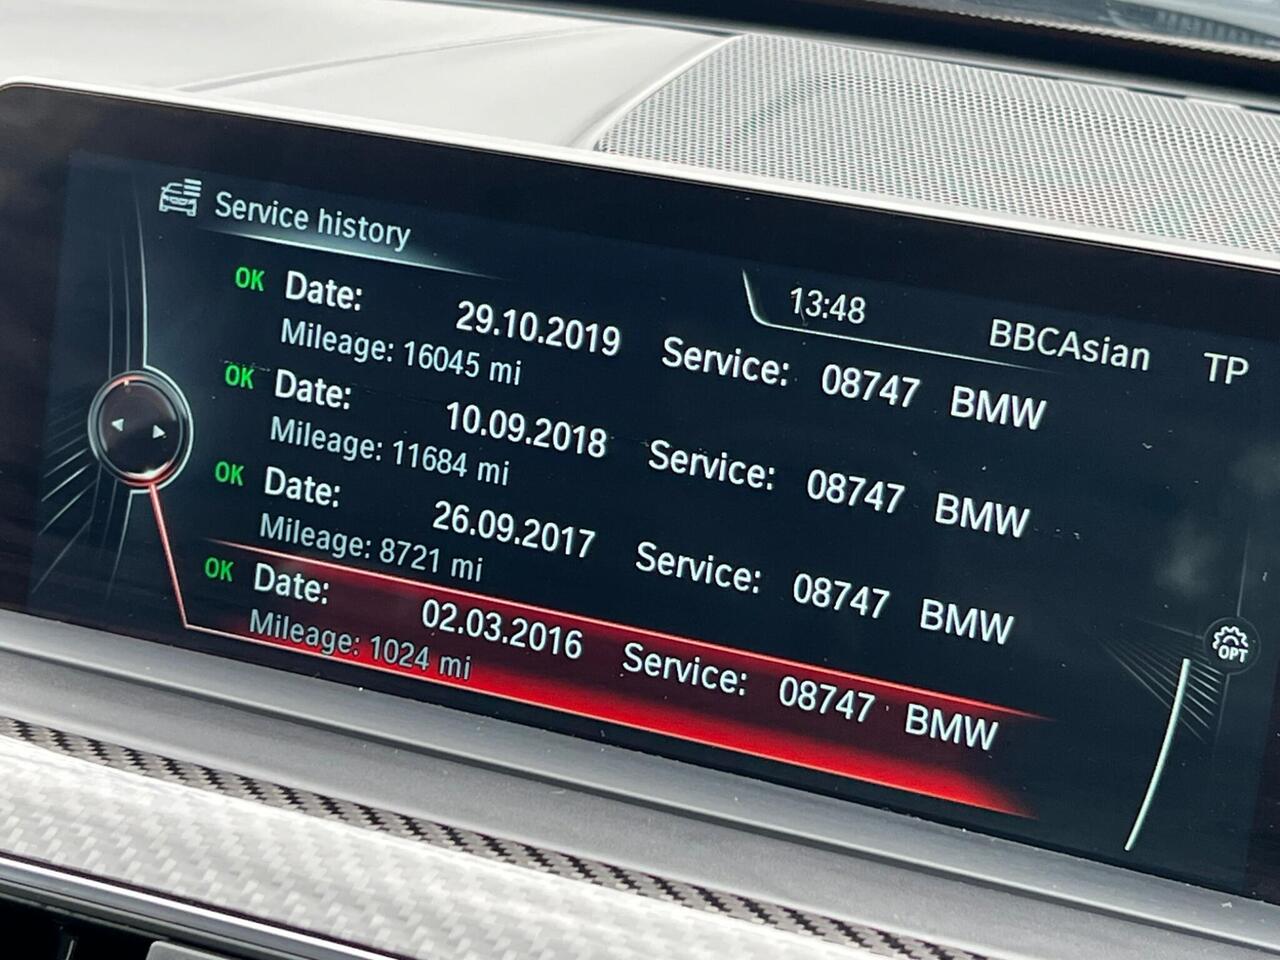 Service history
13:48
BBCAsian TP
OK Date: 29.10.2019 Service: 08747 BMW
Mileage: 16045 mi
OK Date: 10.09.2018 Service: 08747 BMW
Mileage: 11684 mi
OK Date: 26.09.2017 Service: 08747 BMW
Mileage: 8721 mi
OK Date: 02.03.2016 Service: 08747 BMW
Mileage: 1024 mi
OPT